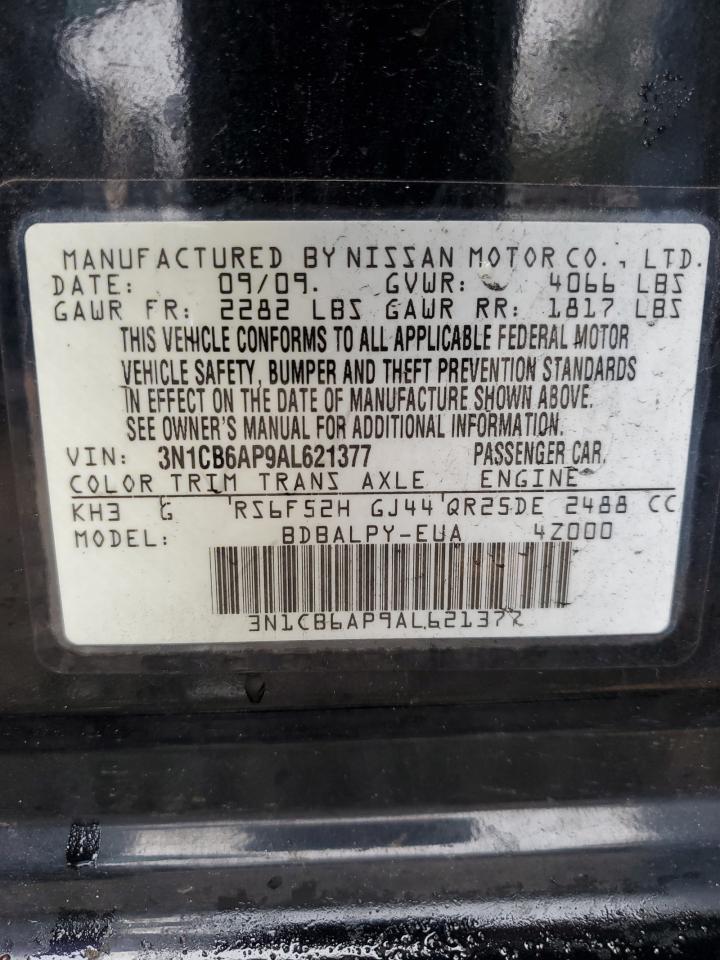 MANUFACTURED BY NISSAN MOTOR CO., LTD.
DATE: 09/09. GVWR: 4066 LBS
GAWR FR: 2282 LBS GAWR RR: 1817 LBS
THIS VEHICLE CONFORMS TO ALL APPLICABLE FEDERAL MOTOR
VEHICLE SAFETY, BUMPER AND THEFT PREVENTION STANDARDS
IN EFFECT ON THE DATE OF MANUFACTURE SHOWN ABOVE.
SEE OWNER'S MANUAL FOR ADDITIONAL INFORMATION.
VIN: 3N1CB6AP9AL621377 PASSENGER CAR.
COLOR TRIM TRANS AXLE ENGINE
KH3 G RS6F52H GJ44 QR25DE 2488 CC
MODEL: BDBALPY-EUA 4Z000
3N1CB6AP9AL621377